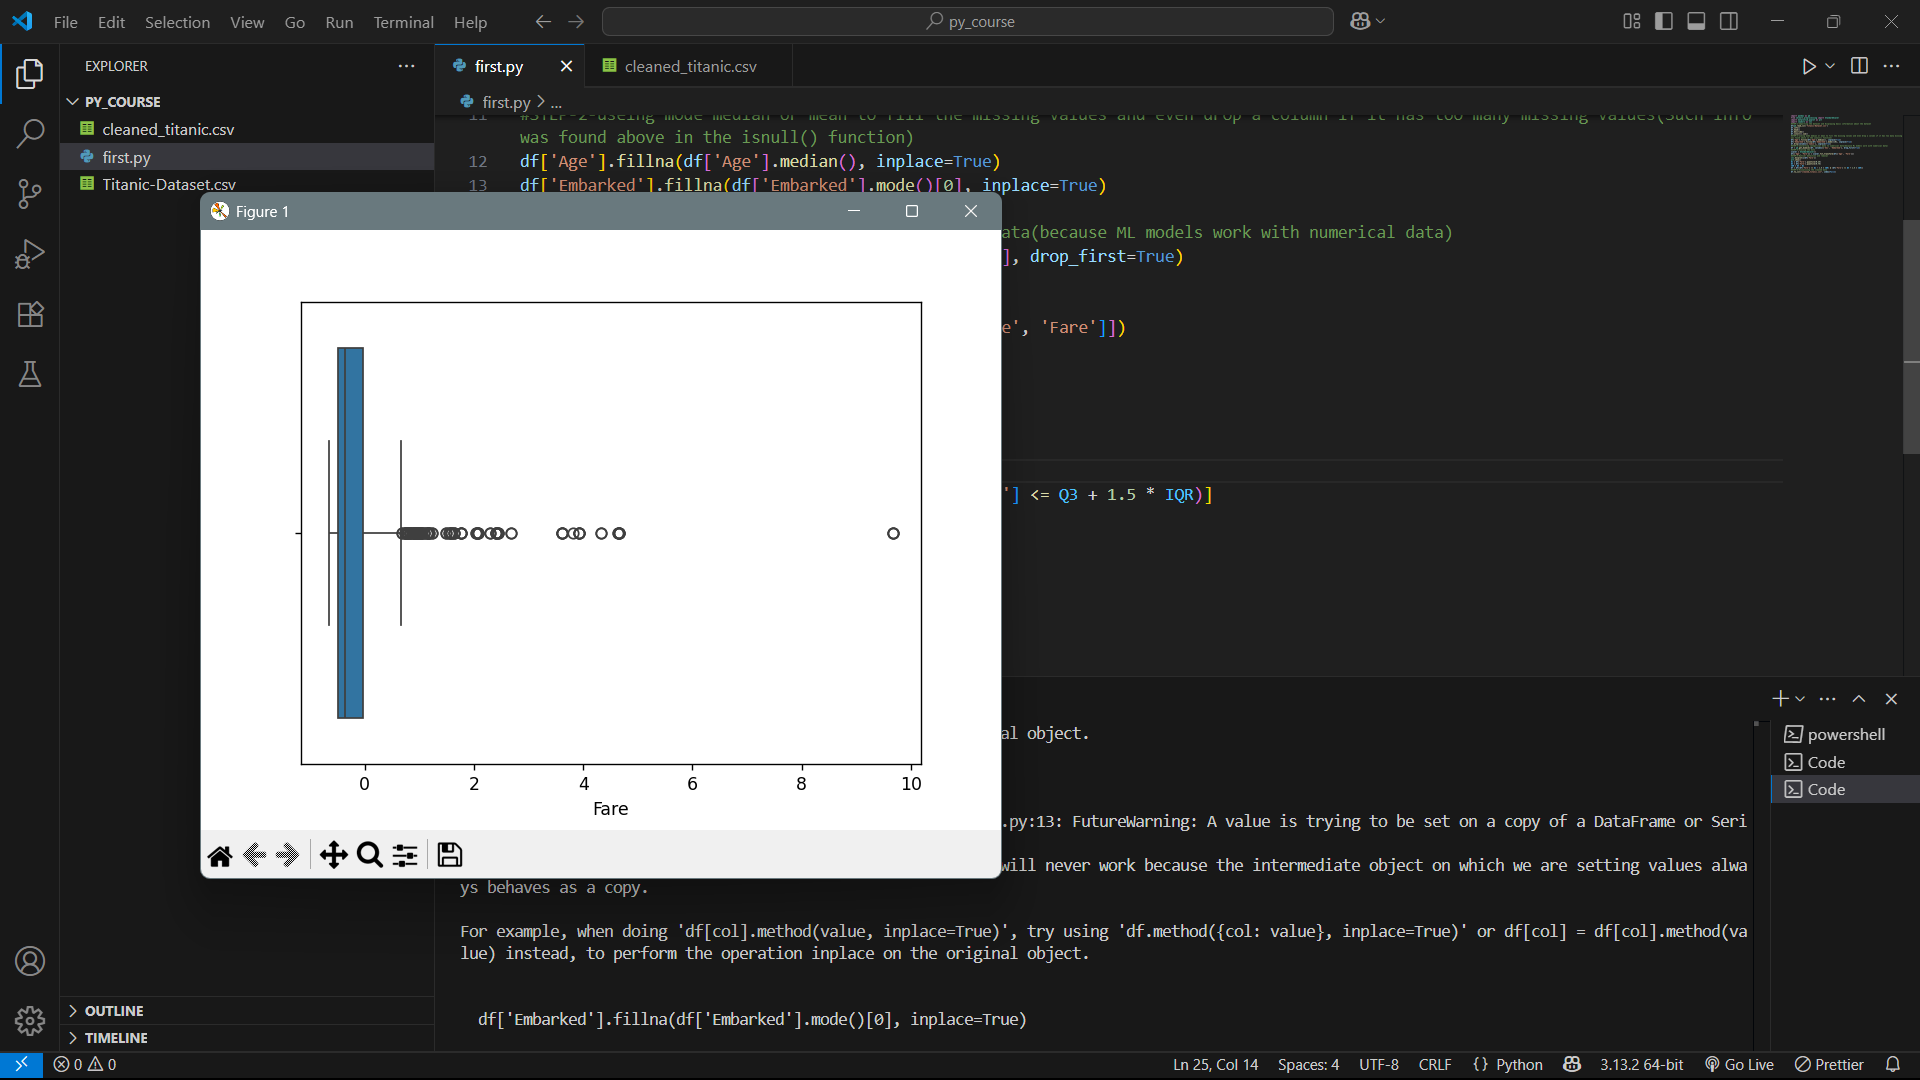 File Edit Selection View Go Run Terminal Help
py_course
EXPLORER
PY_COURSE
cleaned_titanic.csv
first.py
Titanic-Dataset.csv
first.py
cleaned_titanic.csv
first.py > ...
11 #STEP-2-useing mode median or mean to fill the missing values and even drop a column if it has too many missing values(Such info
was found above in the isnull() function)
12 df['Age'].fillna(df['Age'].median(), inplace=True)
13 df['Embarked'].fillna(df['Embarked'].mode()[0], inplace=True)
ata(because ML models work with numerical data)
], drop_first=True)
e', 'Fare']])
'] <= Q3 + 1.5 * IQR)]
Figure 1
0 2 4 6 8 10
Fare
al object.
.py:13: FutureWarning: A value is trying to be set on a copy of a DataFrame or Seri
will never work because the intermediate object on which we are setting values alwa
ys behaves as a copy.
For example, when doing 'df[col].method(value, inplace=True)', try using 'df.method({col: value}, inplace=True)' or df[col] = df[col].method(va
lue) instead, to perform the operation inplace on the original object.
df['Embarked'].fillna(df['Embarked'].mode()[0], inplace=True)
powershell
Code
Code
OUTLINE
TIMELINE
0 0
Ln 25, Col 14 Spaces: 4 UTF-8 CRLF {} Python 3.13.2 64-bit Go Live Prettier